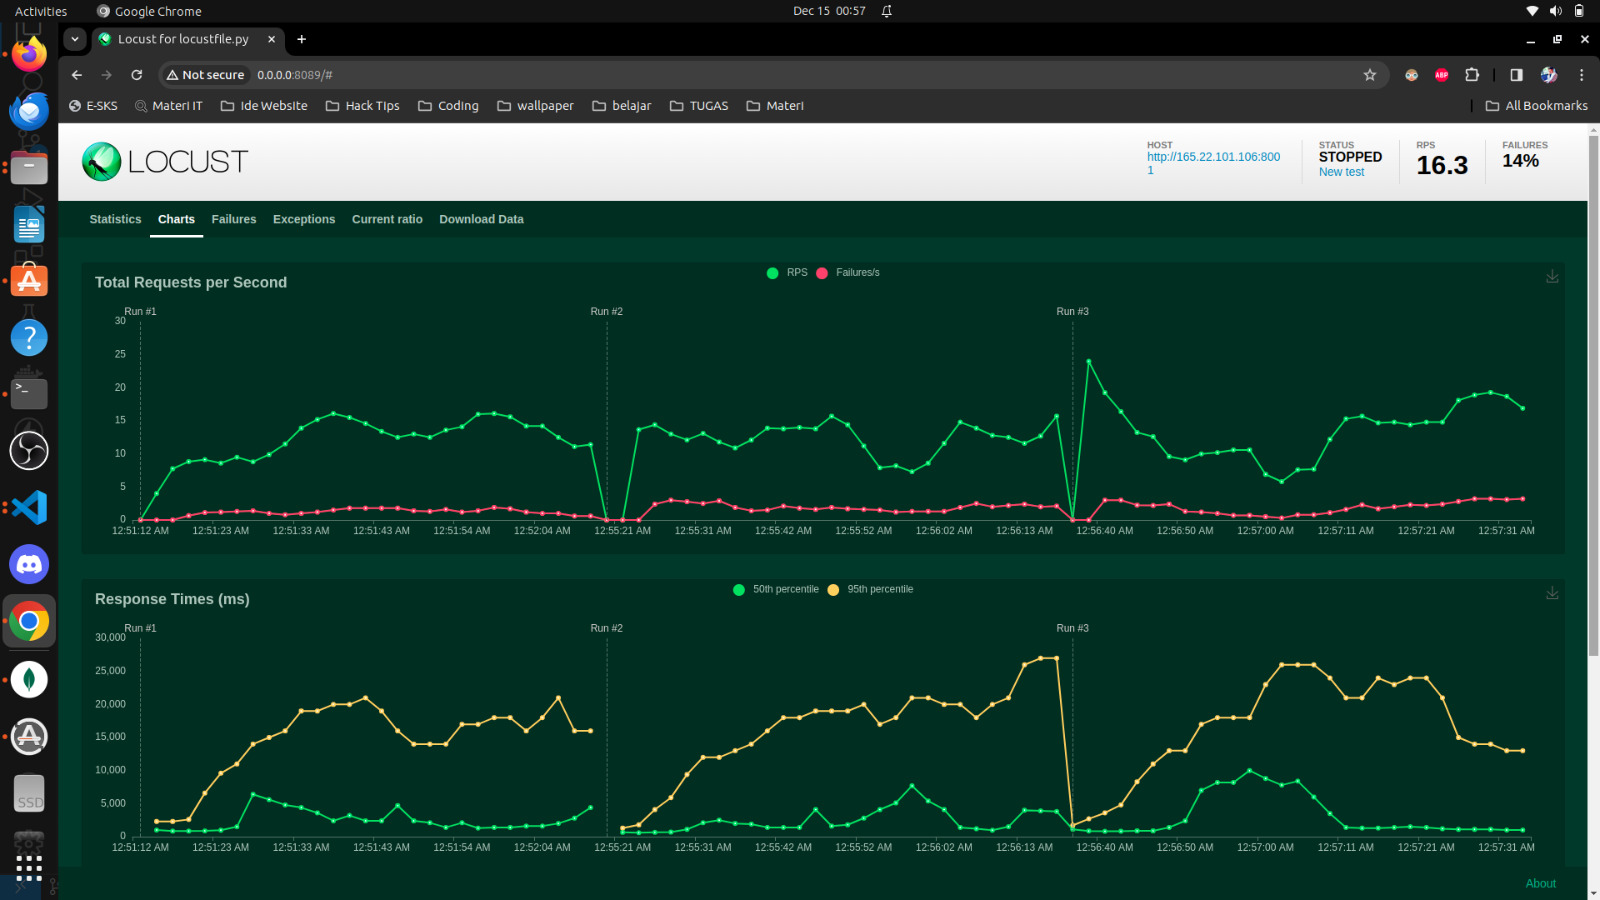 Activities Google Chrome Dec 15 00:57
Locust for locustfile.py
Not secure 0.0.0.0:8089/# ABP
E-SKS Materi IT Ide Website Hack TIps Coding wallpaper belajar TUGAS Materi All Bookmarks
LOCUST
HOST
http://165.22.101.106:800
1
STATUS
STOPPED
New test
RPS
16.3
FAILURES
14%
Statistics Charts Failures Exceptions Current ratio Download Data
Total Requests per Second
RPS Failures/s
Run #1 Run #2 Run #3
30
25
20
15
10
5
0
12:51:12 AM 12:51:23 AM 12:51:33 AM 12:51:43 AM 12:51:54 AM 12:52:04 AM 12:55:21 AM 12:55:31 AM 12:55:42 AM 12:55:52 AM 12:56:02 AM 12:56:13 AM 12:56:40 AM 12:56:50 AM 12:57:00 AM 12:57:11 AM 12:57:21 AM 12:57:31 AM
Response Times (ms)
50th percentile 95th percentile
Run #1 Run #2 Run #3
30,000
25,000
20,000
15,000
10,000
5,000
0
12:51:12 AM 12:51:23 AM 12:51:33 AM 12:51:43 AM 12:51:54 AM 12:52:04 AM 12:55:21 AM 12:55:31 AM 12:55:42 AM 12:55:52 AM 12:56:02 AM 12:56:13 AM 12:56:40 AM 12:56:50 AM 12:57:00 AM 12:57:11 AM 12:57:21 AM 12:57:31 AM
SSD
About